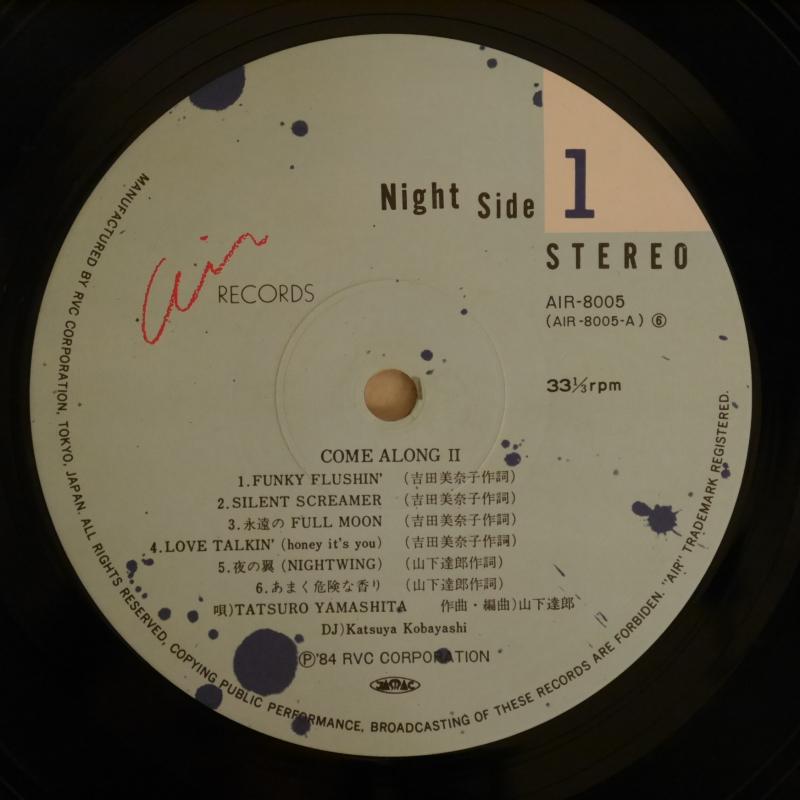 Night Side 1
STEREO
Air RECORDS
AIR-8005
(AIR-8005-A) ⑥
33⅓rpm
COME ALONG II
1.FUNKY FLUSHIN' (吉田美奈子作詞)
2.SILENT SCREAMER (吉田美奈子作詞)
3.永遠の FULL MOON (吉田美奈子作詞)
4.LOVE TALKIN' (honey it's you) (吉田美奈子作詞)
5.夜の翼 (NIGHTWING) (山下達郎作詞)
6.あまく危険な香り (山下達郎作詞)
唄)TATSURO YAMASHITA 作曲・編曲)山下達郎
DJ)Katsuya Kobayashi
Ⓟ'84 RVC CORPORATION
JASRAC
MANUFACTURED BY RVC CORPORATION, TOKYO, JAPAN. ALL RIGHTS RESERVED, COPYING PUBLIC PERFORMANCE, BROADCASTING OF THESE RECORDS ARE FORBIDEN. "AIR" TRADEMARK REGISTERED.